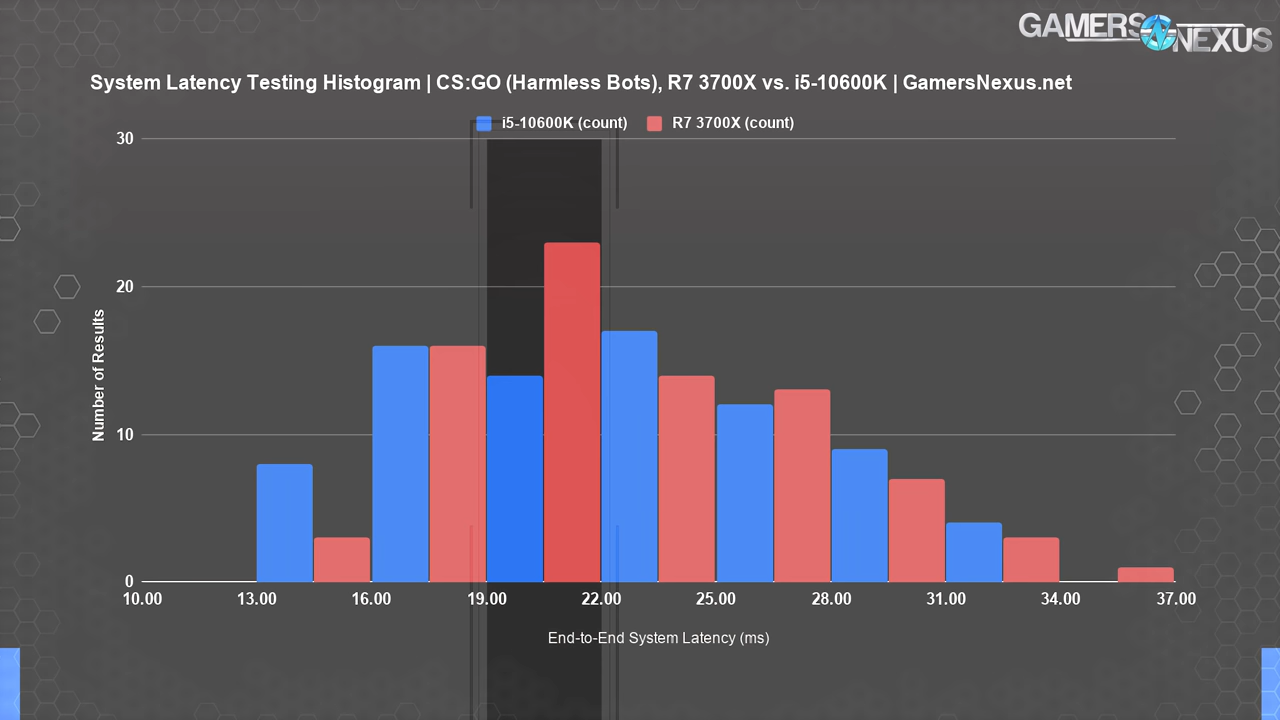 GAMERS NEXUS
System Latency Testing Histogram | CS:GO (Harmless Bots), R7 3700X vs. i5-10600K | GamersNexus.net
i5-10600K (count) R7 3700X (count)
30
20
10
0
Number of Results
10.00 13.00 16.00 19.00 22.00 25.00 28.00 31.00 34.00 37.00
End-to-End System Latency (ms)